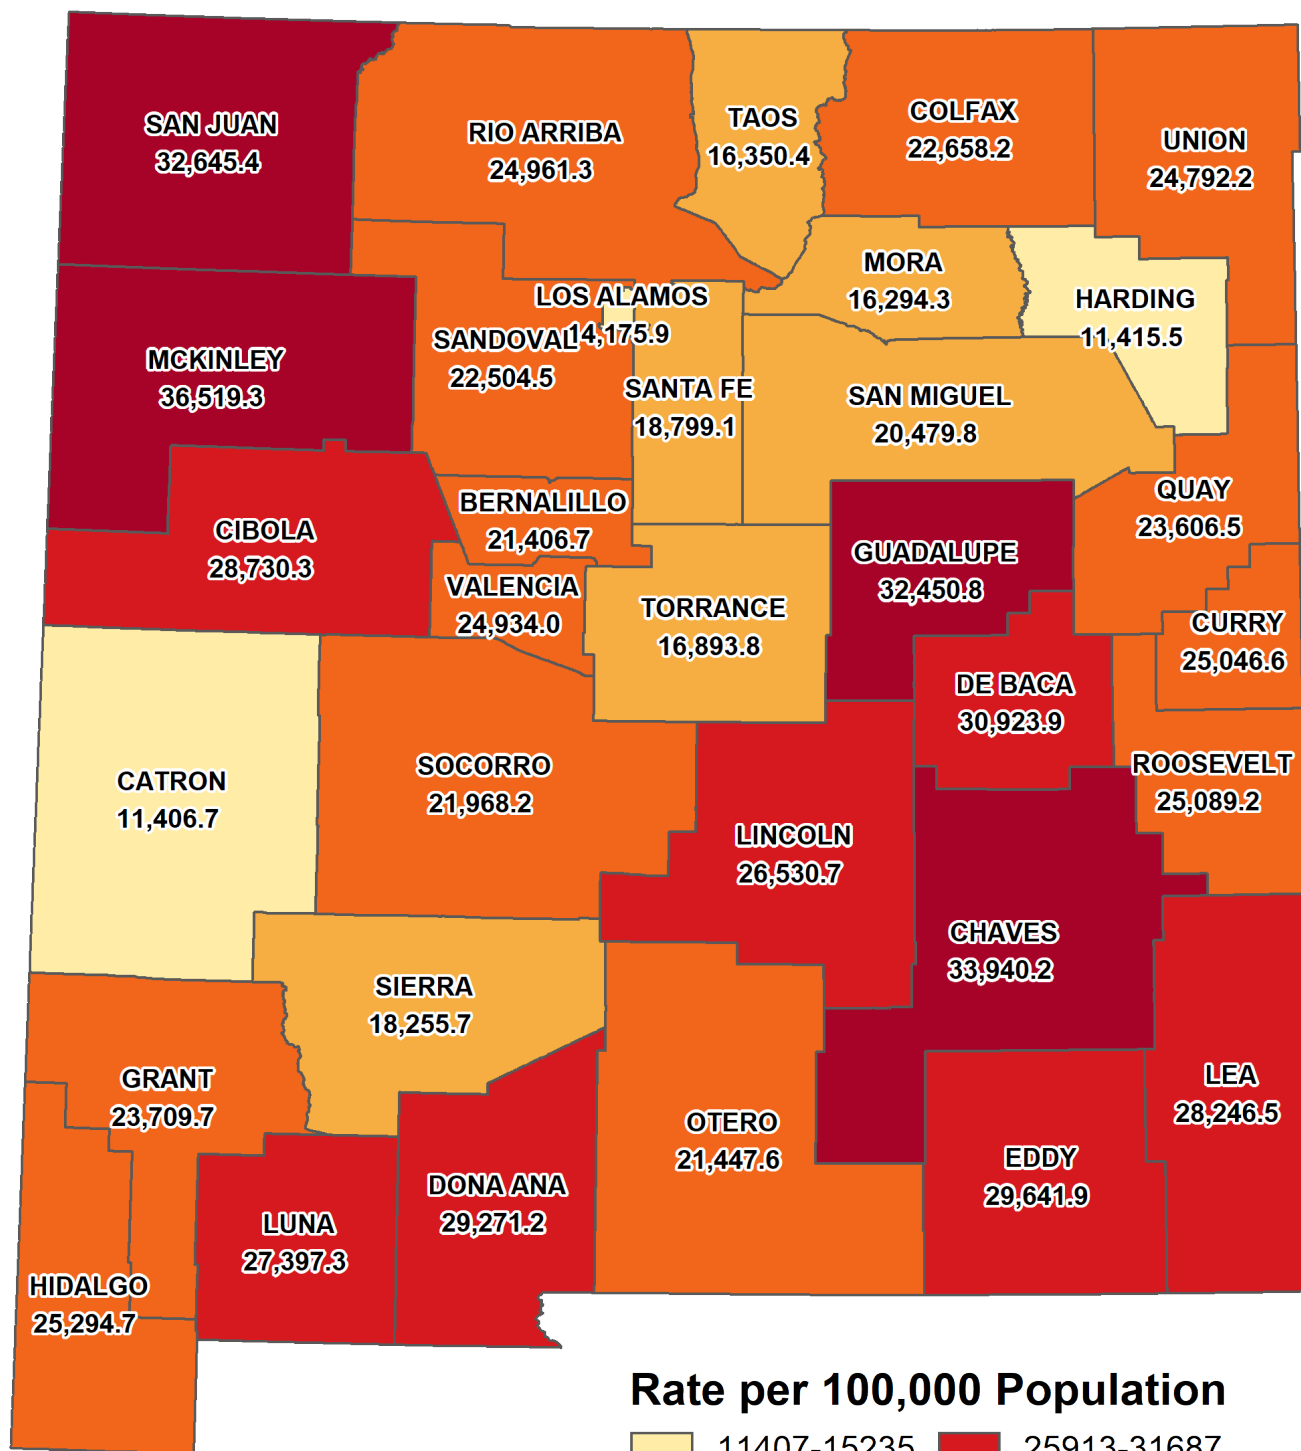 SAN JUAN
32,645.4
RIO ARRIBA
24,961.3
TAOS
16,350.4
COLFAX
22,658.2
UNION
24,792.2
MORA
16,294.3
HARDING
11,415.5
LOS ALAMOS
14,175.9
SANDOVAL
22,504.5
MCKINLEY
36,519.3
SANTA FE
18,799.1
SAN MIGUEL
20,479.8
QUAY
23,606.5
BERNALILLO
21,406.7
CIBOLA
28,730.3
GUADALUPE
32,450.8
VALENCIA
24,934.0
TORRANCE
16,893.8
CURRY
25,046.6
DE BACA
30,923.9
CATRON
11,406.7
SOCORRO
21,968.2
ROOSEVELT
25,089.2
LINCOLN
26,530.7
CHAVES
33,940.2
SIERRA
18,255.7
GRANT
23,709.7
LEA
28,246.5
OTERO
21,447.6
EDDY
29,641.9
DONA ANA
29,271.2
LUNA
27,397.3
HIDALGO
25,294.7
Rate per 100,000 Population
11407-15235
25913-31687